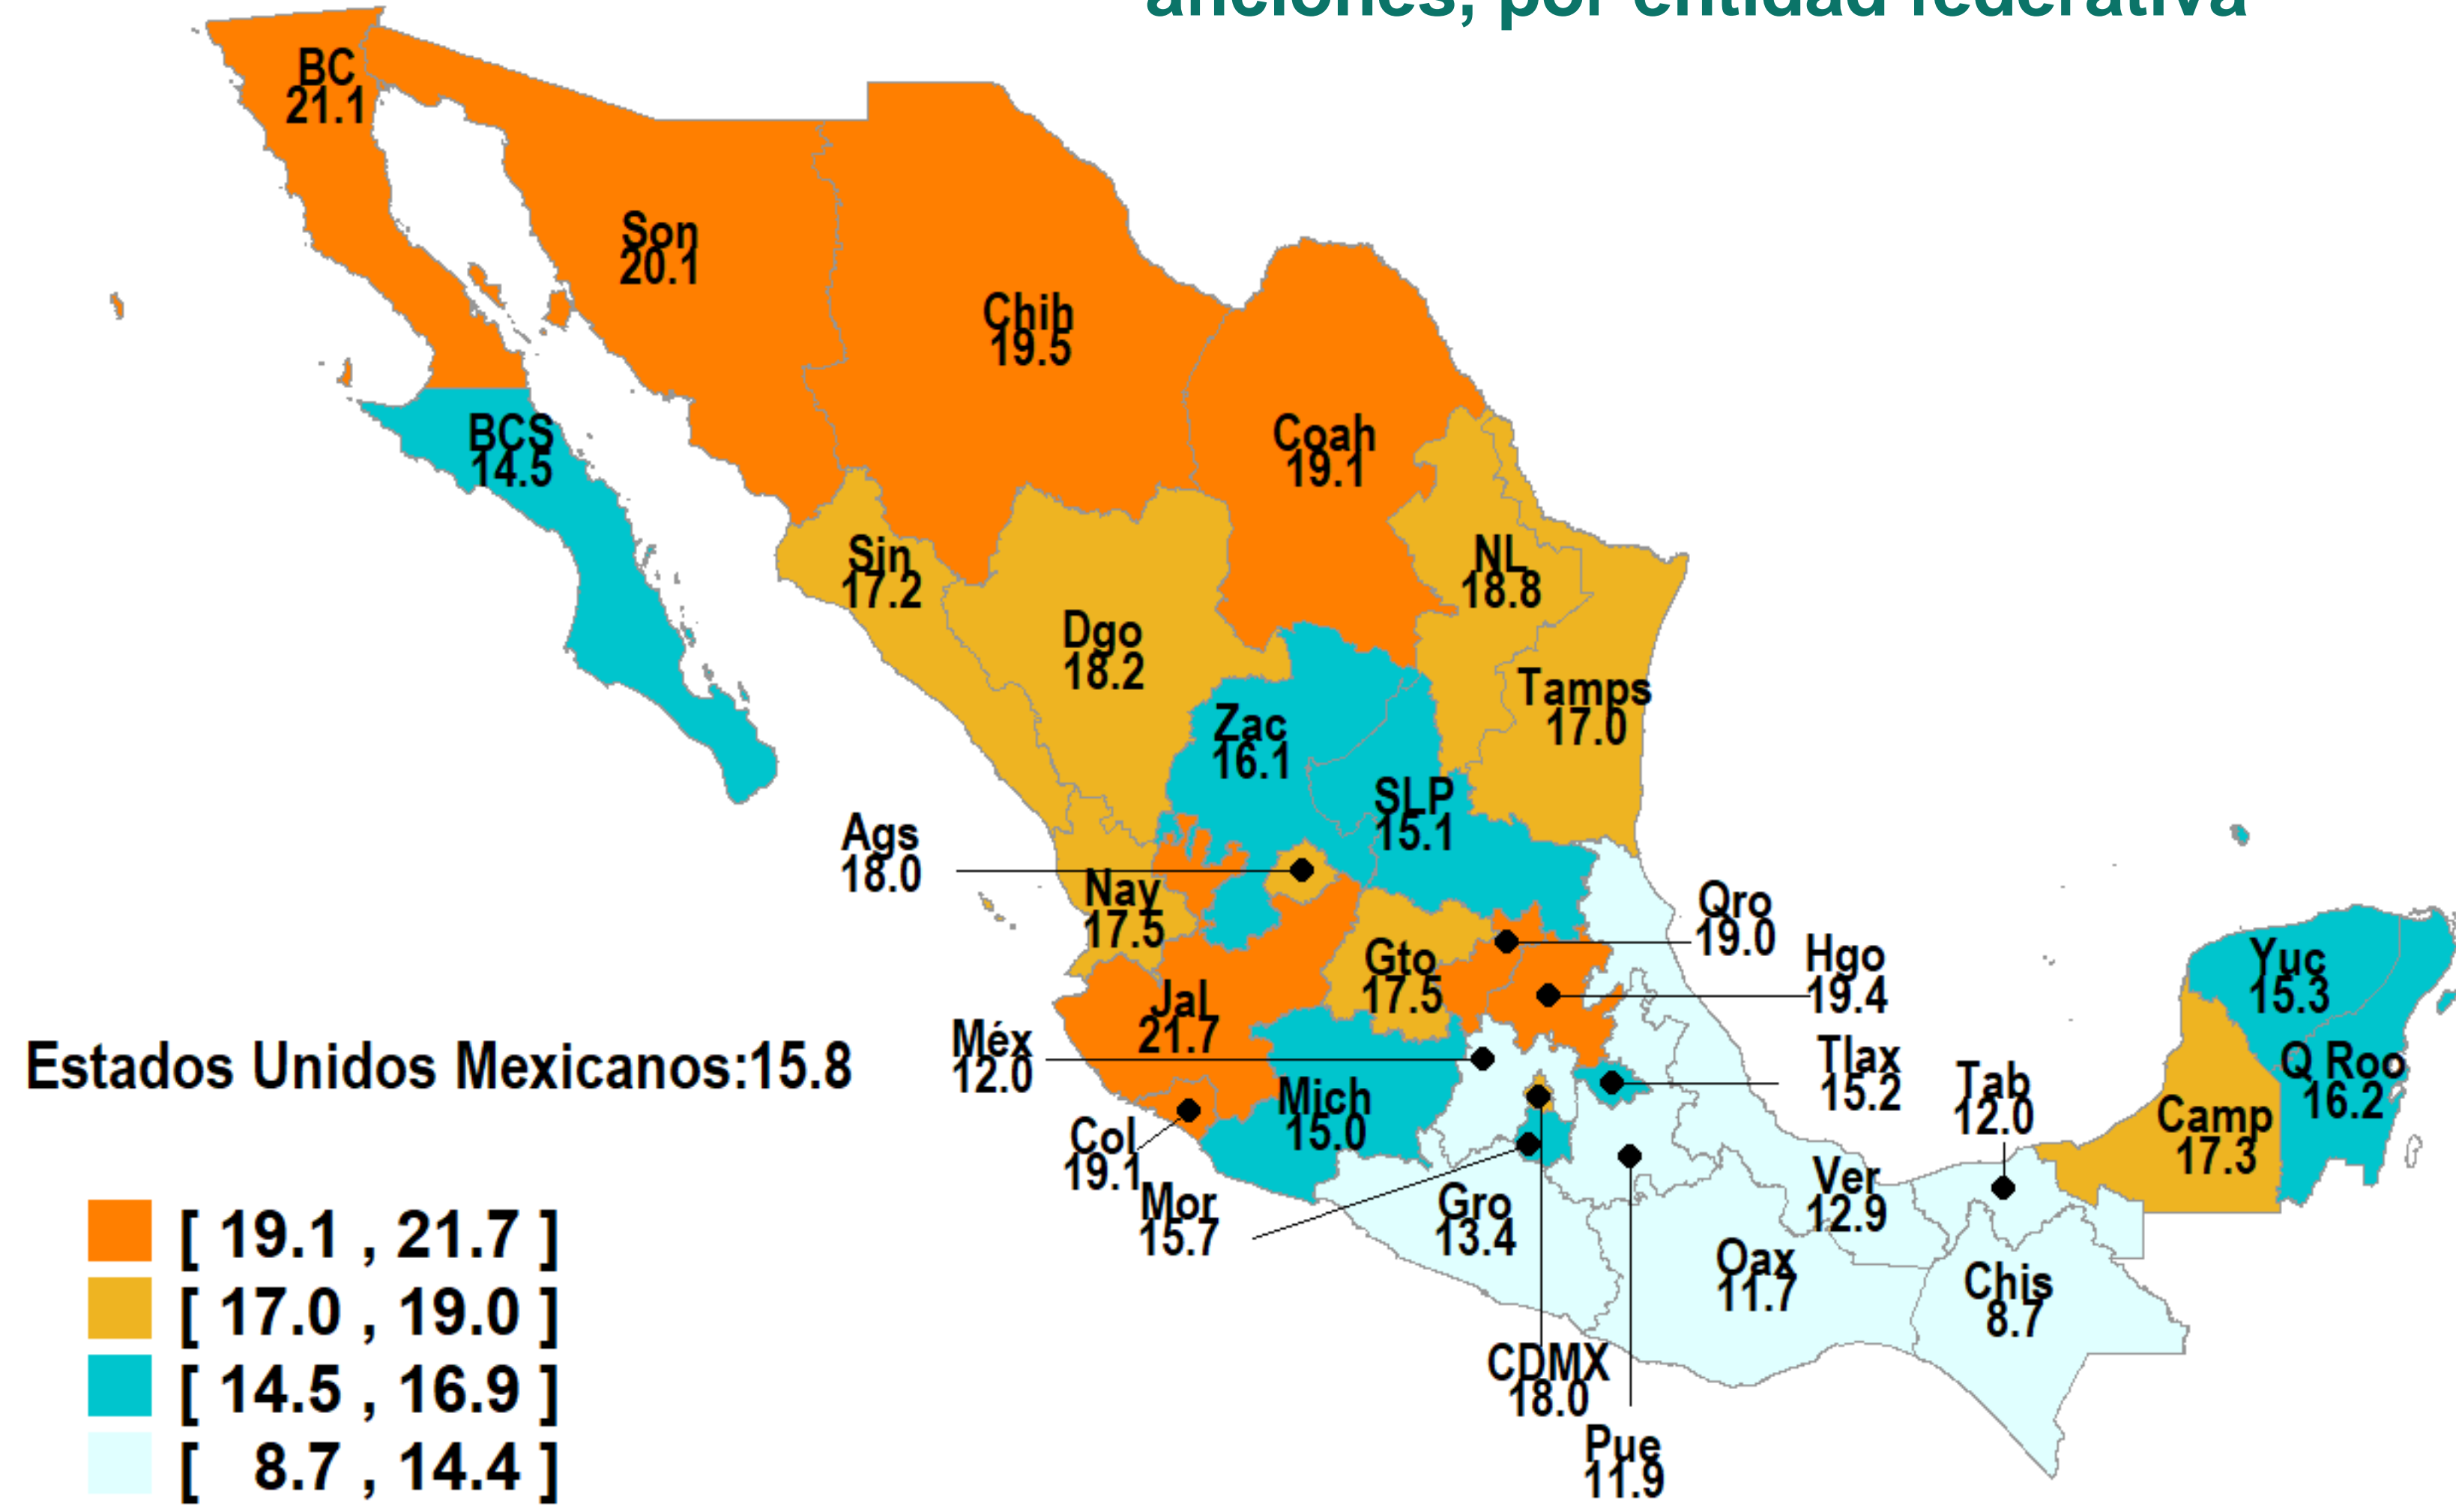 anciones, por entidad federativa
BC
21.1
Son
20.1
Chih
19.5
Coah
19.1
BCS
14.5
Sin
17.2
NL
18.8
Dgo
18.2
Tamps
17.0
Zac
16.1
SLP
15.1
Ags
18.0
Nay
17.5
Qro
19.0
Gto
17.5
Hgo
19.4
Yuc
15.3
Jal
21.7
Méx
12.0
Estados Unidos Mexicanos:15.8
Tlax
15.2
Tab
12.0
Q Roo
16.2
Mich
15.0
Camp
17.3
Col
19.1
Mor
15.7
Gro
13.4
Ver
12.9
Oax
11.7
Chis
8.7
CDMX
18.0
Pue
11.9
[ 19.1 , 21.7 ]
[ 17.0 , 19.0 ]
[ 14.5 , 16.9 ]
[ 8.7 , 14.4 ]